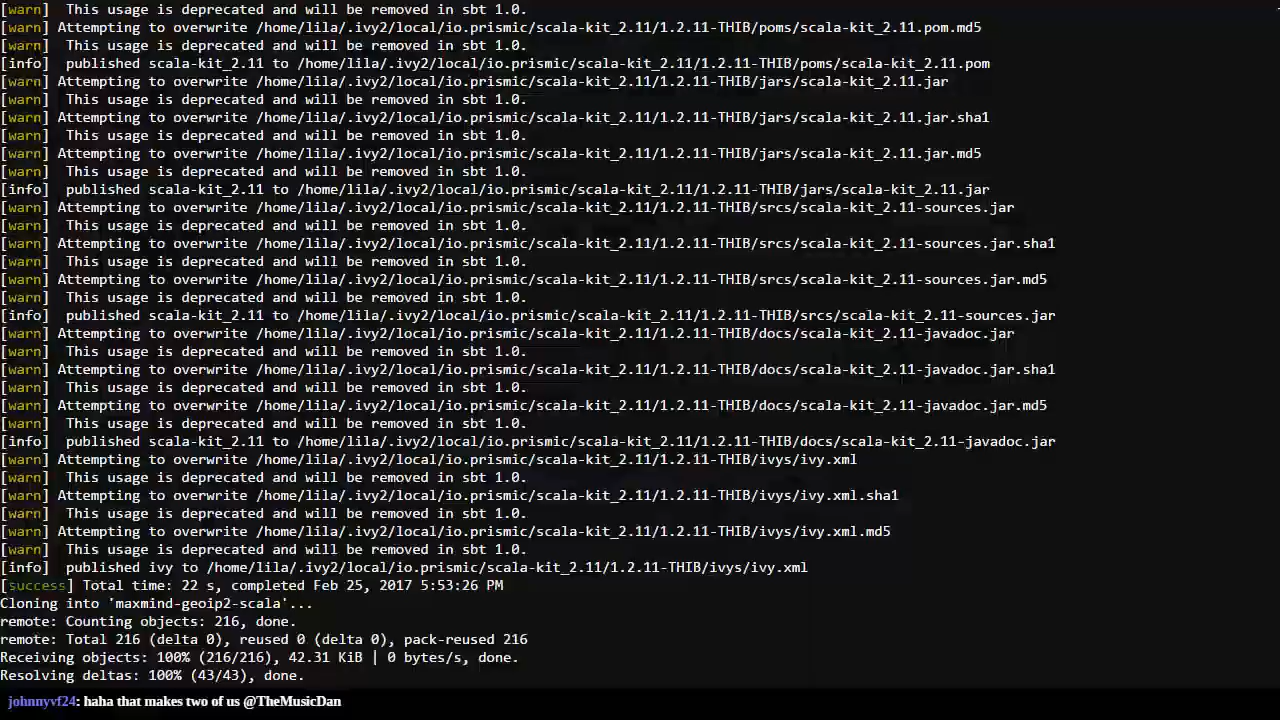 [warn]  This usage is deprecated and will be removed in sbt 1.0.
[warn] Attempting to overwrite /home/lila/.ivy2/local/io.prismic/scala-kit_2.11/1.2.11-THIB/poms/scala-kit_2.11.pom.md5
[warn]  This usage is deprecated and will be removed in sbt 1.0.
[info]  published scala-kit_2.11 to /home/lila/.ivy2/local/io.prismic/scala-kit_2.11/1.2.11-THIB/poms/scala-kit_2.11.pom
[warn] Attempting to overwrite /home/lila/.ivy2/local/io.prismic/scala-kit_2.11/1.2.11-THIB/jars/scala-kit_2.11.jar
[warn]  This usage is deprecated and will be removed in sbt 1.0.
[warn] Attempting to overwrite /home/lila/.ivy2/local/io.prismic/scala-kit_2.11/1.2.11-THIB/jars/scala-kit_2.11.jar.sha1
[warn]  This usage is deprecated and will be removed in sbt 1.0.
[warn] Attempting to overwrite /home/lila/.ivy2/local/io.prismic/scala-kit_2.11/1.2.11-THIB/jars/scala-kit_2.11.jar.md5
[warn]  This usage is deprecated and will be removed in sbt 1.0.
[info]  published scala-kit_2.11 to /home/lila/.ivy2/local/io.prismic/scala-kit_2.11/1.2.11-THIB/jars/scala-kit_2.11.jar
[warn] Attempting to overwrite /home/lila/.ivy2/local/io.prismic/scala-kit_2.11/1.2.11-THIB/srcs/scala-kit_2.11-sources.jar
[warn]  This usage is deprecated and will be removed in sbt 1.0.
[warn] Attempting to overwrite /home/lila/.ivy2/local/io.prismic/scala-kit_2.11/1.2.11-THIB/srcs/scala-kit_2.11-sources.jar.sha1
[warn]  This usage is deprecated and will be removed in sbt 1.0.
[warn] Attempting to overwrite /home/lila/.ivy2/local/io.prismic/scala-kit_2.11/1.2.11-THIB/srcs/scala-kit_2.11-sources.jar.md5
[warn]  This usage is deprecated and will be removed in sbt 1.0.
[info]  published scala-kit_2.11 to /home/lila/.ivy2/local/io.prismic/scala-kit_2.11/1.2.11-THIB/srcs/scala-kit_2.11-sources.jar
[warn] Attempting to overwrite /home/lila/.ivy2/local/io.prismic/scala-kit_2.11/1.2.11-THIB/docs/scala-kit_2.11-javadoc.jar
[warn]  This usage is deprecated and will be removed in sbt 1.0.
[warn] Attempting to overwrite /home/lila/.ivy2/local/io.prismic/scala-kit_2.11/1.2.11-THIB/docs/scala-kit_2.11-javadoc.jar.sha1
[warn]  This usage is deprecated and will be removed in sbt 1.0.
[warn] Attempting to overwrite /home/lila/.ivy2/local/io.prismic/scala-kit_2.11/1.2.11-THIB/docs/scala-kit_2.11-javadoc.jar.md5
[warn]  This usage is deprecated and will be removed in sbt 1.0.
[info]  published scala-kit_2.11 to /home/lila/.ivy2/local/io.prismic/scala-kit_2.11/1.2.11-THIB/docs/scala-kit_2.11-javadoc.jar
[warn] Attempting to overwrite /home/lila/.ivy2/local/io.prismic/scala-kit_2.11/1.2.11-THIB/ivys/ivy.xml
[warn]  This usage is deprecated and will be removed in sbt 1.0.
[warn] Attempting to overwrite /home/lila/.ivy2/local/io.prismic/scala-kit_2.11/1.2.11-THIB/ivys/ivy.xml.sha1
[warn]  This usage is deprecated and will be removed in sbt 1.0.
[warn] Attempting to overwrite /home/lila/.ivy2/local/io.prismic/scala-kit_2.11/1.2.11-THIB/ivys/ivy.xml.md5
[warn]  This usage is deprecated and will be removed in sbt 1.0.
[info]  published ivy to /home/lila/.ivy2/local/io.prismic/scala-kit_2.11/1.2.11-THIB/ivys/ivy.xml
[success] Total time: 22 s, completed Feb 25, 2017 5:53:26 PM
Cloning into 'maxmind-geoip2-scala'...
remote: Counting objects: 216, done.
remote: Total 216 (delta 0), reused 0 (delta 0), pack-reused 216
Receiving objects: 100% (216/216), 42.31 KiB | 0 bytes/s, done.
Resolving deltas: 100% (43/43), done.
johnnyvf24: haha that makes two of us @TheMusicDan